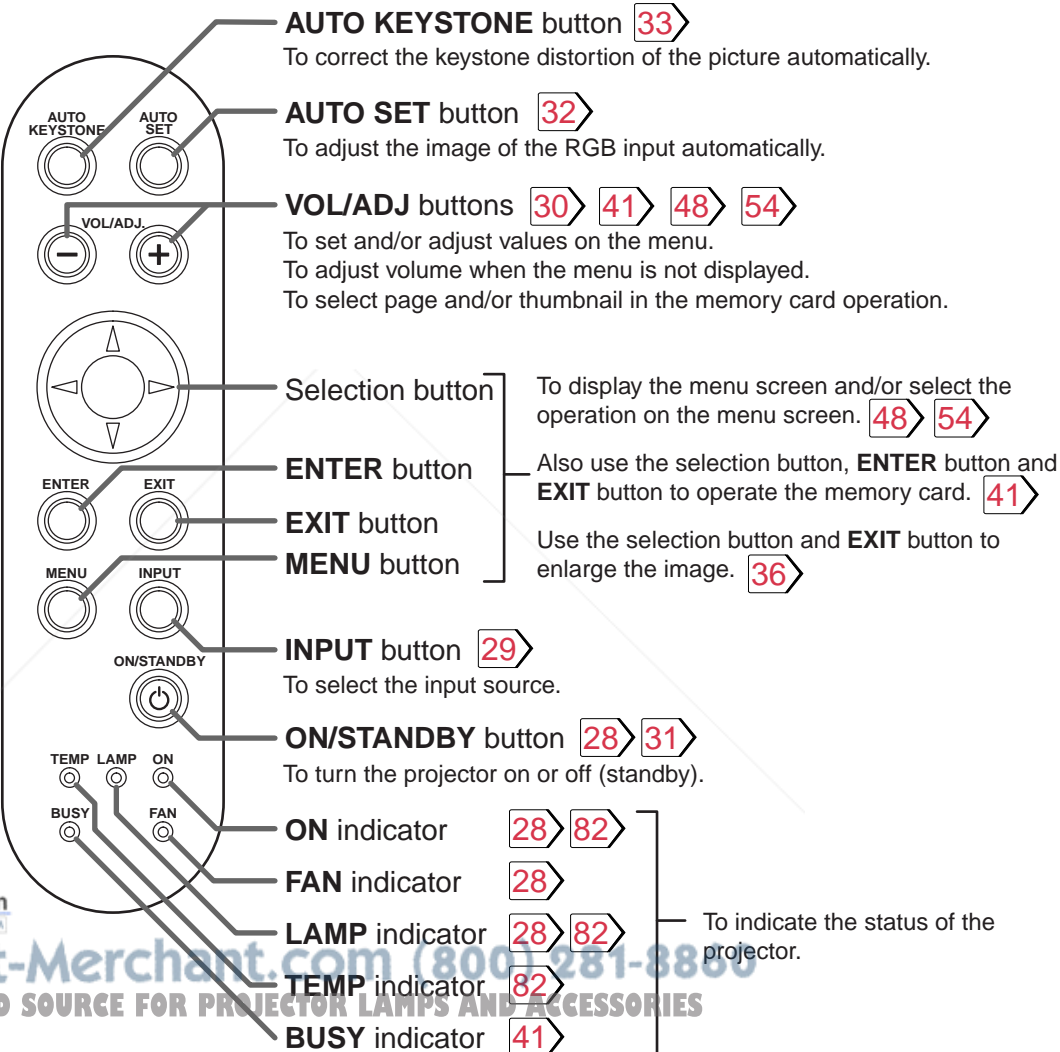 AUTO KEYSTONE button 33
To correct the keystone distortion of the picture automatically.
AUTO SET button 32
To adjust the image of the RGB input automatically.
VOL/ADJ buttons 30 41 48 54
To set and/or adjust values on the menu.
To adjust volume when the menu is not displayed.
To select page and/or thumbnail in the memory card operation.
AUTO
KEYSTONE
AUTO
SET
VOL/ADJ.
Selection button
ENTER button
EXIT button
MENU button
To display the menu screen and/or select the
operation on the menu screen. 48 54
Also use the selection button, ENTER button and
EXIT button to operate the memory card. 41
Use the selection button and EXIT button to
enlarge the image. 36
ENTER
EXIT
MENU
INPUT
ON/STANDBY
INPUT button 29
To select the input source.
ON/STANDBY button 28 31
To turn the projector on or off (standby).
TEMP LAMP ON
BUSY FAN
ON indicator 28 82
FAN indicator 28
LAMP indicator 28 82
TEMP indicator 82
BUSY indicator 41
To indicate the status of the
projector.
t-Merchant.com (800) 281-8860
SOURCE FOR PROJECTOR LAMPS AND ACCESSORIES